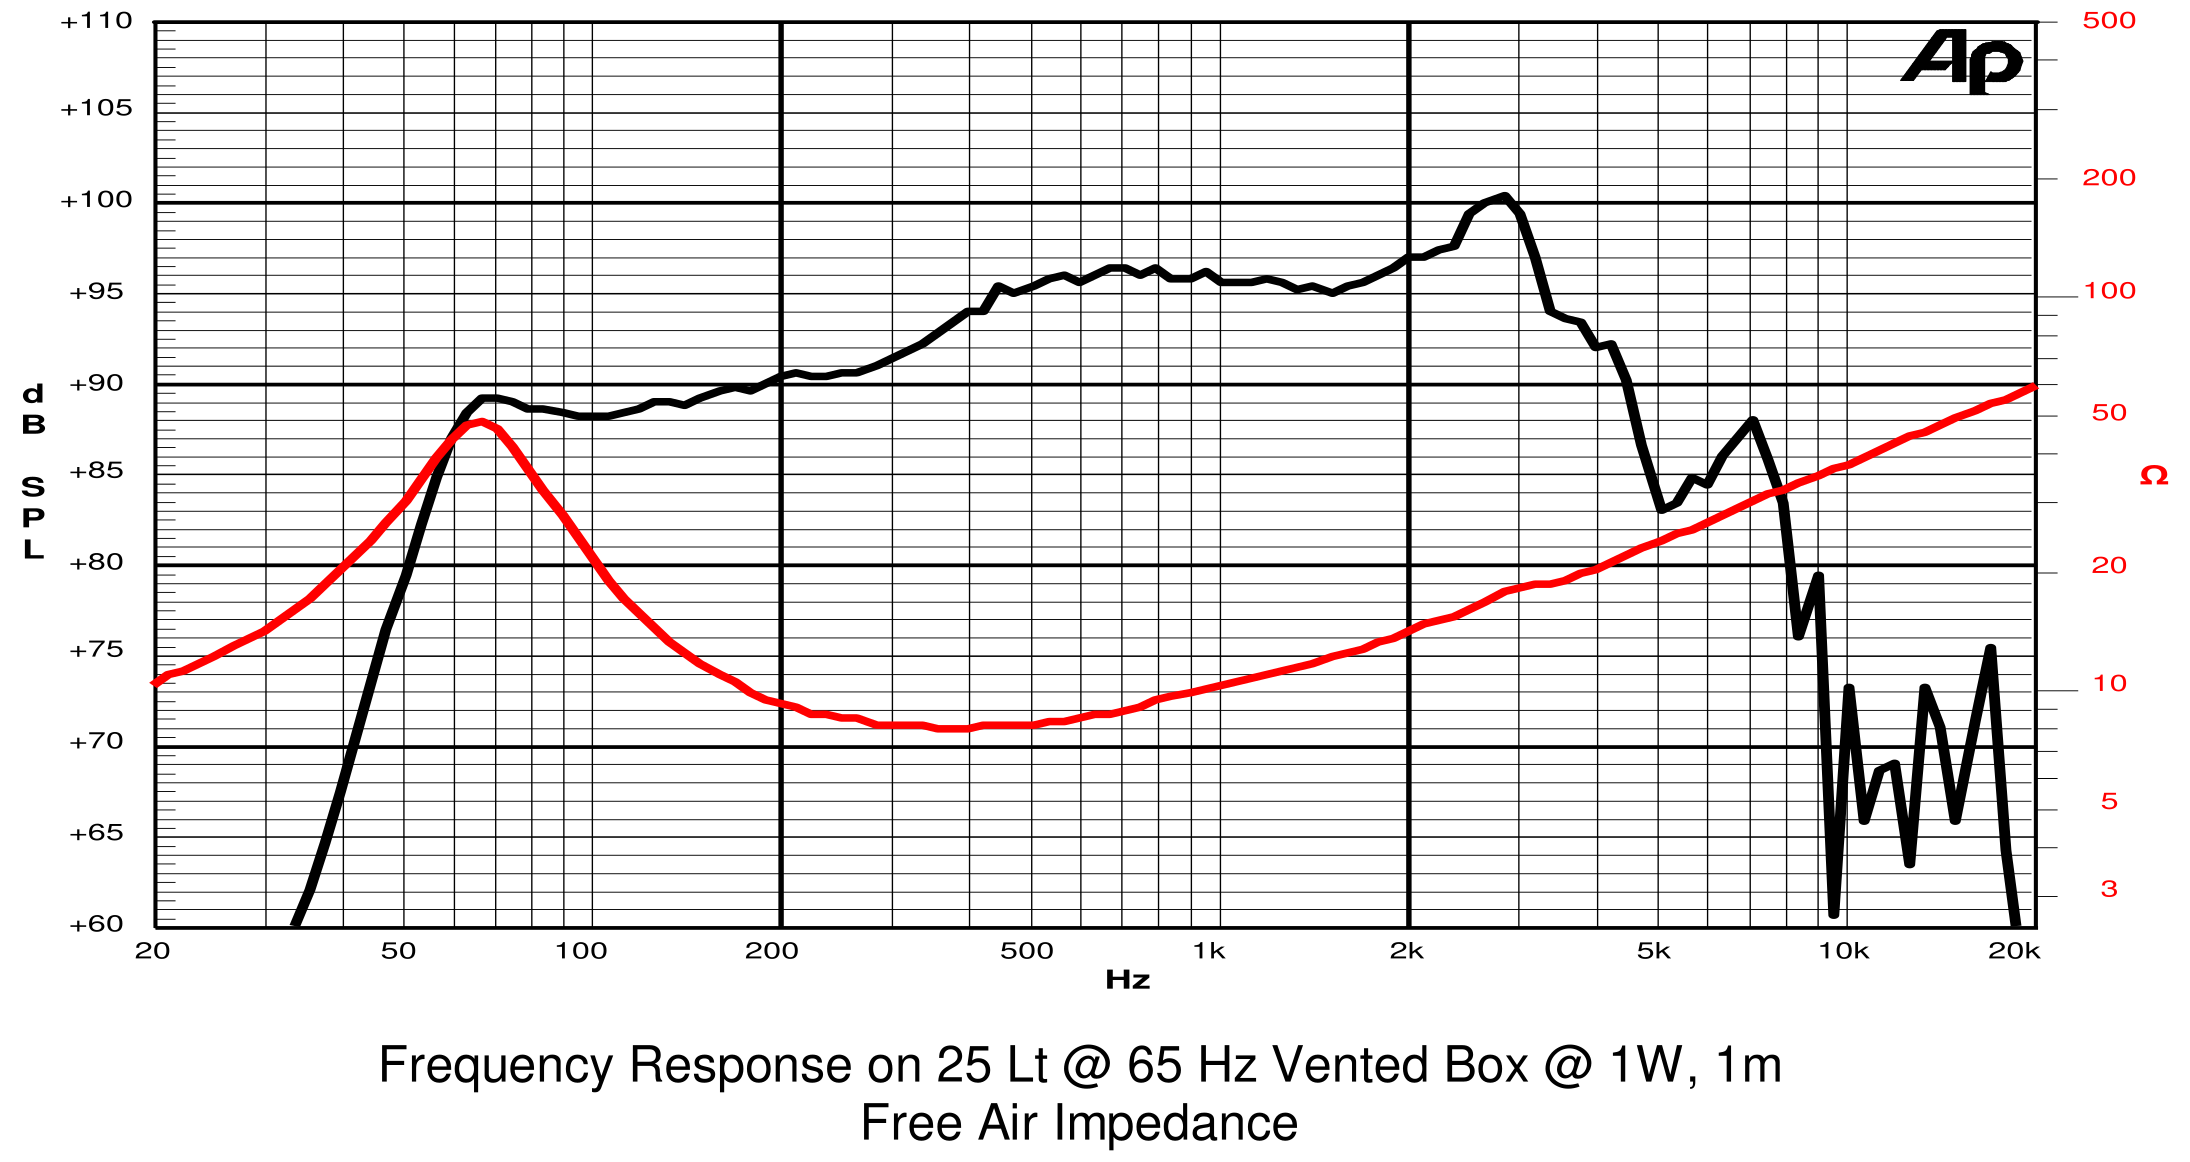 +110
+105
+100
+95
+90
+85
+80
+75
+70
+65
+60
dB SPL
Ap
500
200
100
50
20
10
5
3
Ω
20 50 100 200 500 1k 2k 5k 10k 20k
Hz
Frequency Response on 25 Lt @ 65 Hz Vented Box @ 1W, 1m
Free Air Impedance